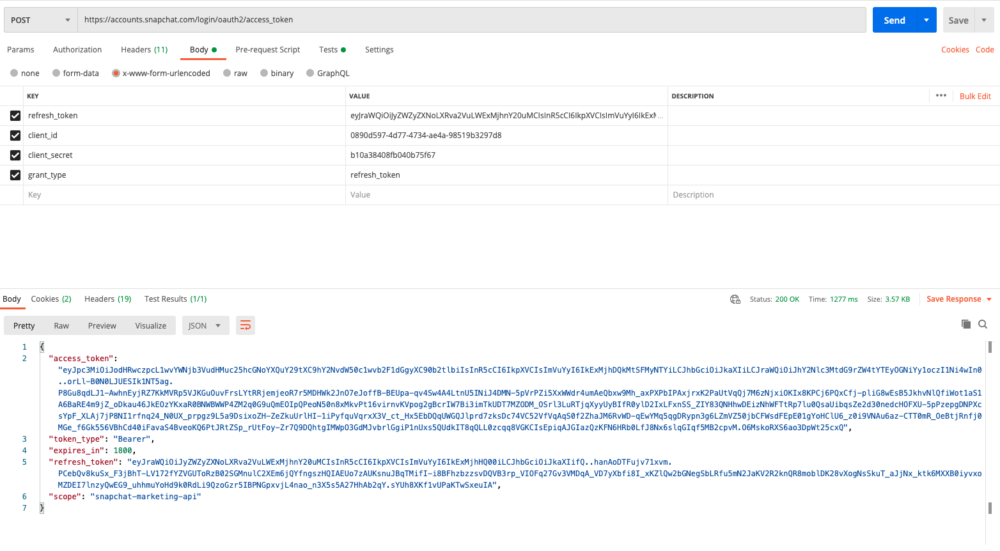 POST https://accounts.snapchat.com/login/oauth2/access_token Send Save
Params Authorization Headers (11) Body Pre-request Script Tests Settings Cookies Code
none form-data x-www-form-urlencoded raw binary GraphQL
KEY VALUE DESCRIPTION ••• Bulk Edit
refresh_token eyJraWQiOiJyZWZyZXNoLXRva2VuLWExMjhnY20uMCIsInR5cCI6IkpXVCIsImVuYyI6IkExM...
client_id 0890d597-4d77-4734-ae4a-98519b3297d8
client_secret b10a38408fb040b75f67
grant_type refresh_token
Key Value Description
Body Cookies (2) Headers (19) Test Results (1/1) Status: 200 OK Time: 1277 ms Size: 3.57 KB Save Response
Pretty Raw Preview Visualize JSON
1 {
2 "access_token":
"eyJpc3MiOiJodHRwczpcL1wvYWNjb3VudHMuc25hcGNoYXQuY29tXC9hY2NvdW50c1wvb2F1dGgyXC90b2tlbiIsInR5cCI6IkpXVCIsImVuYyI6IkExMjhDQkMtSFMyNTYiLCJhbGciOiJkaXIiLCJraWQiOiJhY2Nlc3MtdG9rZW4tYTEyOGNiYy1oczI1Ni4wIn0
..orLl-B0N0LJUESIk1NT5ag.
P8Gu8qdLJ1-AwhnEyjRZ7KkMVRp5VJKGuOuvFrsLYtRRjemjeoR7r5MDHWk2JnO7eJoffB-BEUpa-qv4Sw4A4LtnU5INiJ4DMN-5pVrPZi5XxWWdr4umAeQbxw9Mh_axPXPbIPAxjrxK2PaUtVqQj7M6zNjxiOKIx8KPCj6PQxCfj-pliG8wEsB5JkhvNlQfiWot1aS1
A6BaRE4m9jZ_oDkau46JkEOzYKxaR0BNWBWWP4ZM2q0G9uQmEOIpQPeoN50n8xMkvPt16virnvKVpog2gBcrIW7Bi3imTkUDT7MZODM_OSrl3LuRTjqXyyUyBIfR0ylD2IxLFxnSS_ZIY83QNHhwDEizNhWFTtRp7lu0QsaUibqsZe2d30nedcHOFXU-5pPzepgDNPXc
sYpF_XLAj7jP8NI1rfnq24_N0UX_prpgz9L5a9DsixoZH-ZeZkuUrlHI-1iPyfquVqrxX3V_ct_Hx5EbDQqUWGQJlprd7zksDc74VC52VfVqAqS0f2ZhaJM6RvWD-qEwYMq5qgDRypn3g6LZmVZ50jbCFWsdFEpE01gYoHClU6_z0i9VNAu6az-CTT0mR_OeBtjRnfj0
MGe_f6Gk556VBhCd40iFavaS4BveoKQ6PtJRtZSp_rUtFoy-Zr7Q9DQhtgIMWpO3GdMJvbrlGgiP1nUxs5QUdkIT8qQLL0zcqq8VGKCIsEpiqAJGIazQzKFN6HRb0LfJ8Nx6slqGIqf5MB2cpvM.O6MskoRXS6ao3DpWt25cxQ",
3 "token_type": "Bearer",
4 "expires_in": 1800,
5 "refresh_token": "eyJraWQiOiJyZWZyZXNoLXRva2VuLWExMjhnY20uMCIsInR5cCI6IkpXVCIsImVuYyI6IkExMjhHQ00iLCJhbGciOiJkaXIifQ..hanAoDTFujv71xvm.
PCebQv8kuSx_F3jBhT-LV172fYZVGUToRzB02SGMnulC2XEm6jQYfngszHQIAEUo7zAUKsnuJBqTMifI-i8BFhzbzzsvDQVB3rp_VIOFq27Gv3VMDqA_VD7yXbfi8I_xKZlQw2bGNegSbLRfu5mN2JaKV2R2knQR8moblDK28vXogNsSkuT_aJjNx_ktk6MXXB0iyvxo
MZDEI7lnzyQwEG9_uhhmuYoHd9k0RdLi9QzoGzr5IBPNGpxvjL4nao_n3X5s5A27HhAb2qY.sYUh8XKf1vUPaKTwSxeuIA",
6 "scope": "snapchat-marketing-api"
7 }